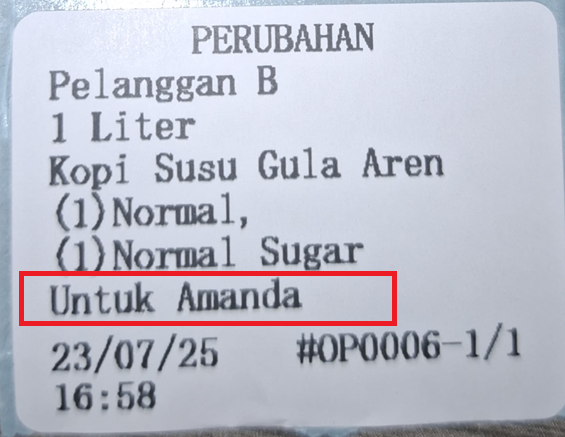 PERUBAHAN
Pelanggan B
1 Liter
Kopi Susu Gula Aren
(1)Normal,
(1)Normal Sugar
Untuk Amanda
23/07/25 #OP0006-1/1
16:58